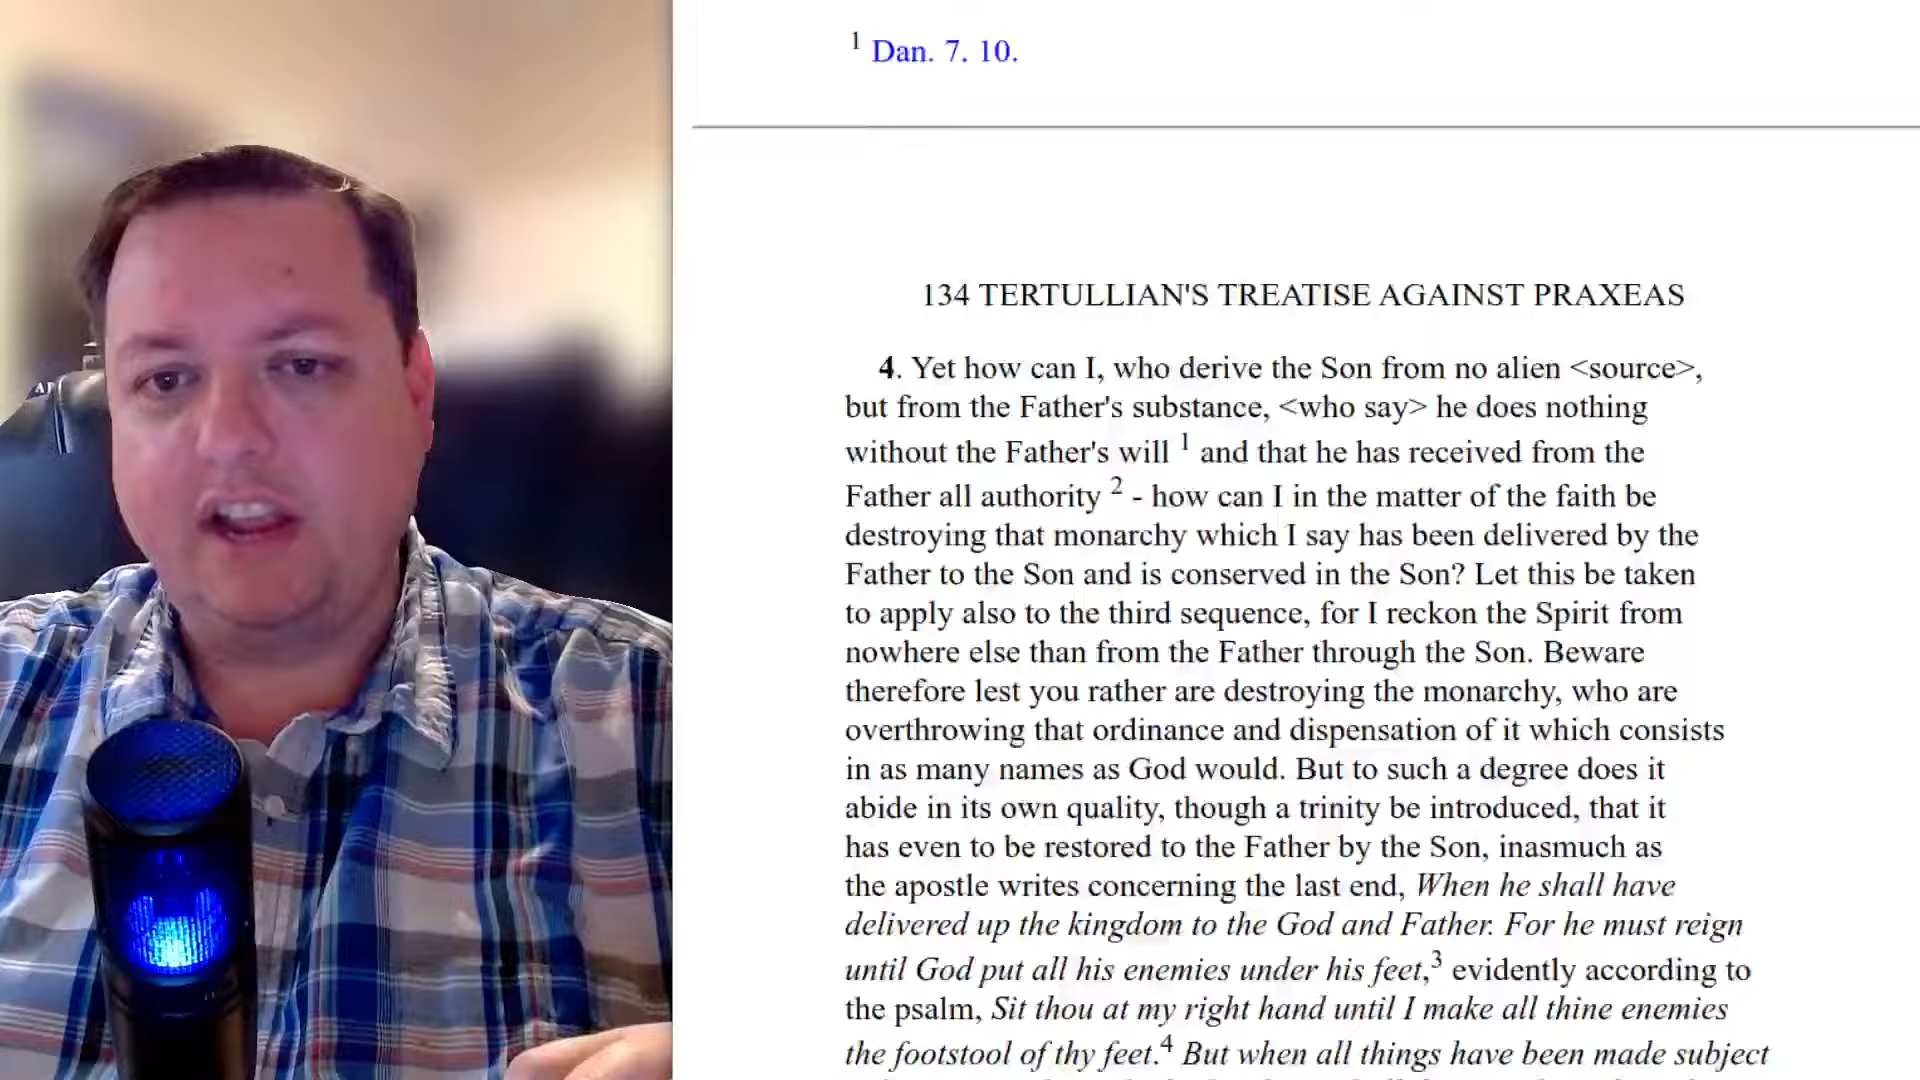 1 Dan. 7. 10.
134 TERTULLIAN'S TREATISE AGAINST PRAXEAS
4. Yet how can I, who derive the Son from no alien <source>,
but from the Father's substance, <who say> he does nothing
without the Father's will 1 and that he has received from the
Father all authority 2 - how can I in the matter of the faith be
destroying that monarchy which I say has been delivered by the
Father to the Son and is conserved in the Son? Let this be taken
to apply also to the third sequence, for I reckon the Spirit from
nowhere else than from the Father through the Son. Beware
therefore lest you rather are destroying the monarchy, who are
overthrowing that ordinance and dispensation of it which consists
in as many names as God would. But to such a degree does it
abide in its own quality, though a trinity be introduced, that it
has even to be restored to the Father by the Son, inasmuch as
the apostle writes concerning the last end, When he shall have
delivered up the kingdom to the God and Father. For he must reign
until God put all his enemies under his feet,3 evidently according to
the psalm, Sit thou at my right hand until I make all thine enemies
the footstool of thy feet.4 But when all things have been made subject